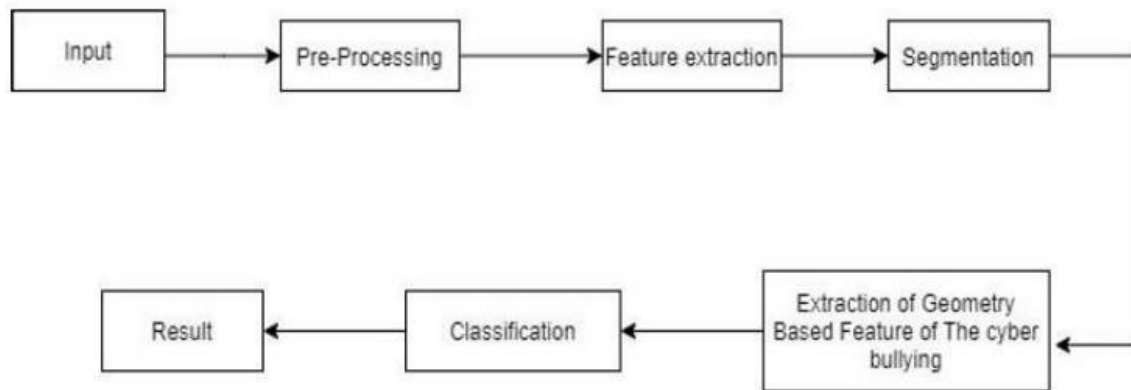 Input
Pre-Processing
Feature extraction
Segmentation
Extraction of Geometry
Based Feature of The cyber
bullying
Classification
Result